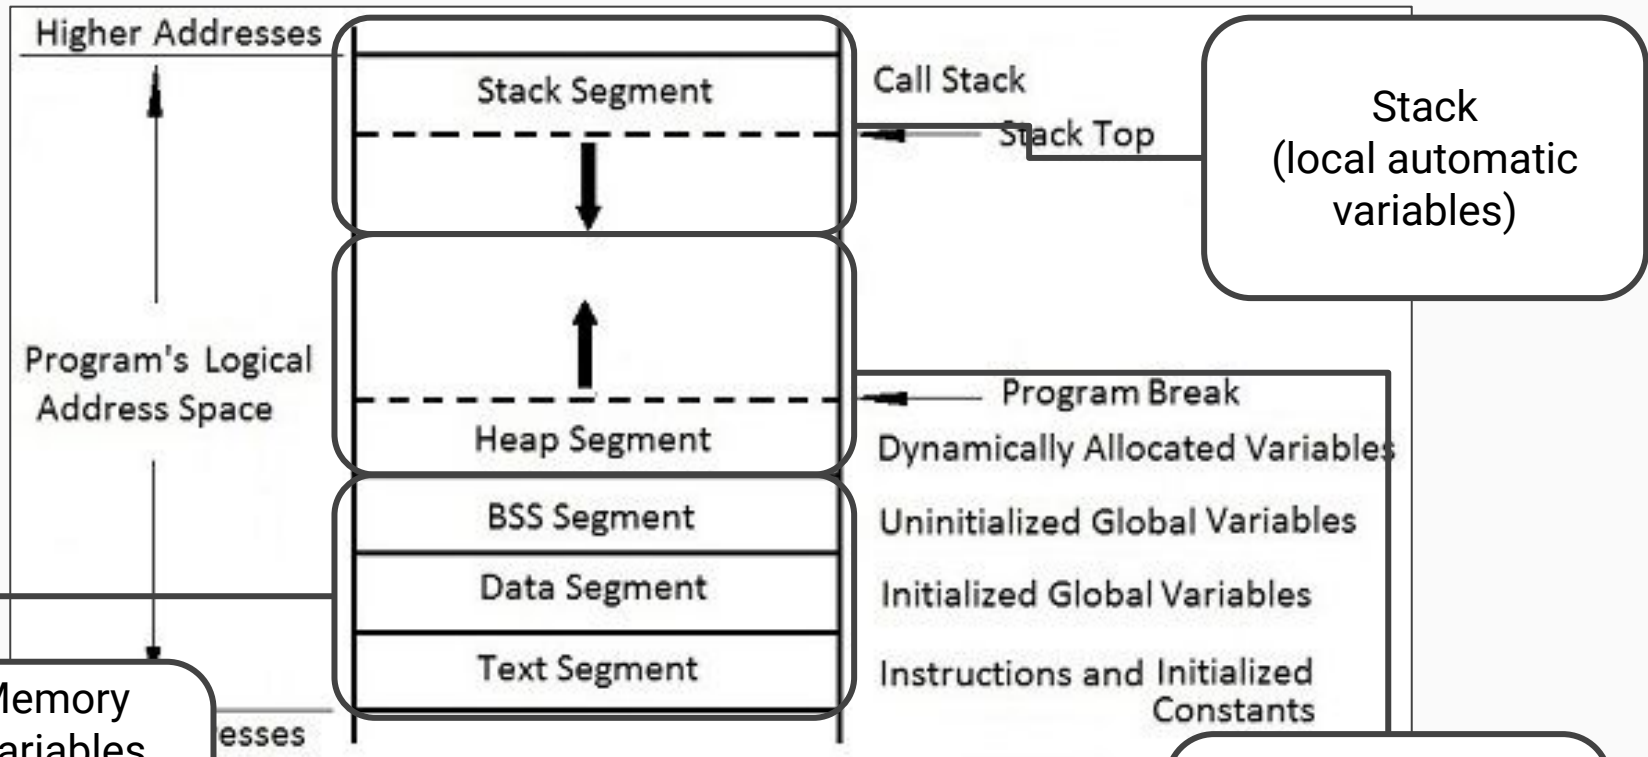 Higher Addresses
Stack Segment
Call Stack
Stack Top
Stack
(local automatic
variables)
Program's Logical
Address Space
Program Break
Heap Segment
Dynamically Allocated Variables
BSS Segment
Uninitialized Global Variables
Data Segment
Initialized Global Variables
Text Segment
Instructions and Initialized
Constants